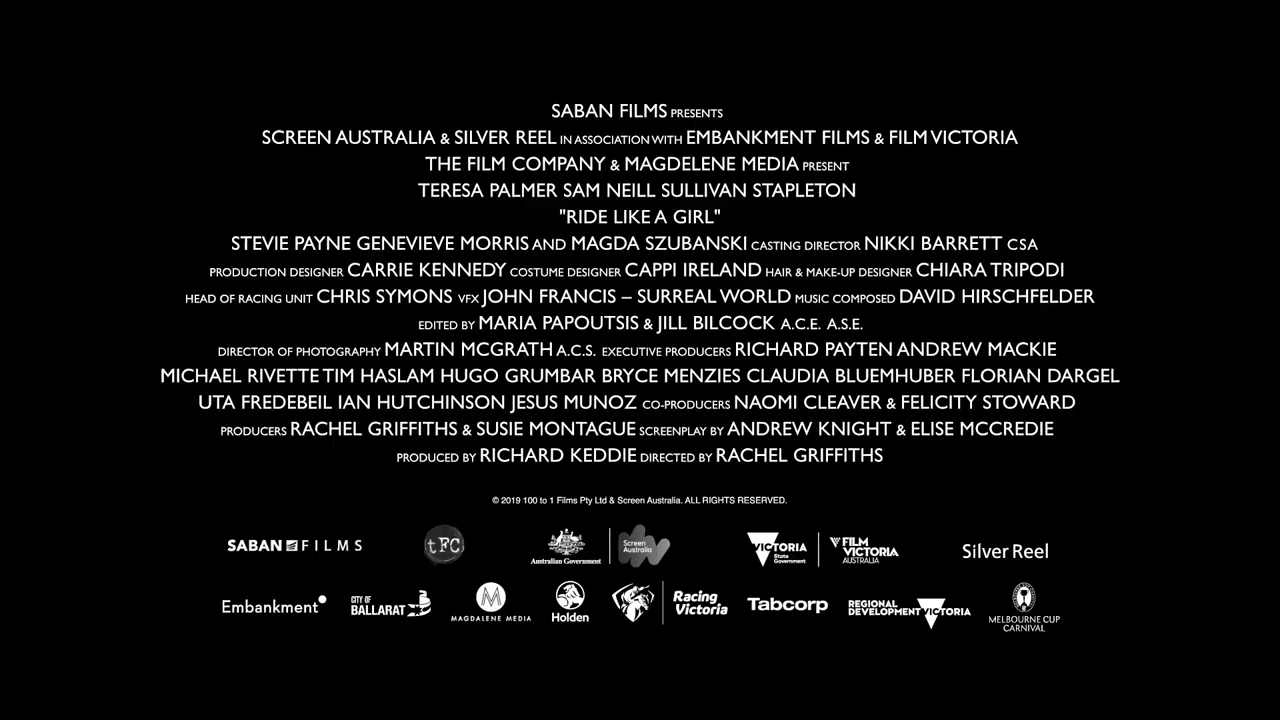 SABAN FILMS PRESENTS
SCREEN AUSTRALIA & SILVER REEL IN ASSOCIATION WITH EMBANKMENT FILMS & FILM VICTORIA
THE FILM COMPANY & MAGDELENE MEDIA PRESENT
TERESA PALMER SAM NEILL SULLIVAN STAPLETON
"RIDE LIKE A GIRL"
STEVIE PAYNE GENEVIEVE MORRIS AND MAGDA SZUBANSKI CASTING DIRECTOR NIKKI BARRETT CSA
PRODUCTION DESIGNER CARRIE KENNEDY COSTUME DESIGNER CAPPI IRELAND HAIR & MAKE-UP DESIGNER CHIARA TRIPODI
HEAD OF RACING UNIT CHRIS SYMONS VFX JOHN FRANCIS – SURREAL WORLD MUSIC COMPOSED DAVID HIRSCHFELDER
EDITED BY MARIA PAPOUTSIS & JILL BILCOCK A.C.E. A.S.E.
DIRECTOR OF PHOTOGRAPHY MARTIN MCGRATH A.C.S. EXECUTIVE PRODUCERS RICHARD PAYTEN ANDREW MACKIE
MICHAEL RIVETTE TIM HASLAM HUGO GRUMBAR BRYCE MENZIES CLAUDIA BLUEMHUBER FLORIAN DARGEL
UTA FREDEBEIL IAN HUTCHINSON JESUS MUNOZ CO-PRODUCERS NAOMI CLEAVER & FELICITY STOWARD
PRODUCERS RACHEL GRIFFITHS & SUSIE MONTAGUE SCREENPLAY BY ANDREW KNIGHT & ELISE MCCREDIE
PRODUCED BY RICHARD KEDDIE DIRECTED BY RACHEL GRIFFITHS
© 2019 100 to 1 Films Pty Ltd & Screen Australia. ALL RIGHTS RESERVED.
SABAN FILMS
tFC
Australian Government
Screen
Australia
VICTORIA
State
Government
FILM
VICTORIA
AUSTRALIA
Silver Reel
Embankment
CITY OF
BALLARAT
M
MAGDALENE MEDIA
Holden
Racing
Victoria
Tabcorp
REGIONAL
DEVELOPMENT VICTORIA
MELBOURNE CUP
CARNIVAL